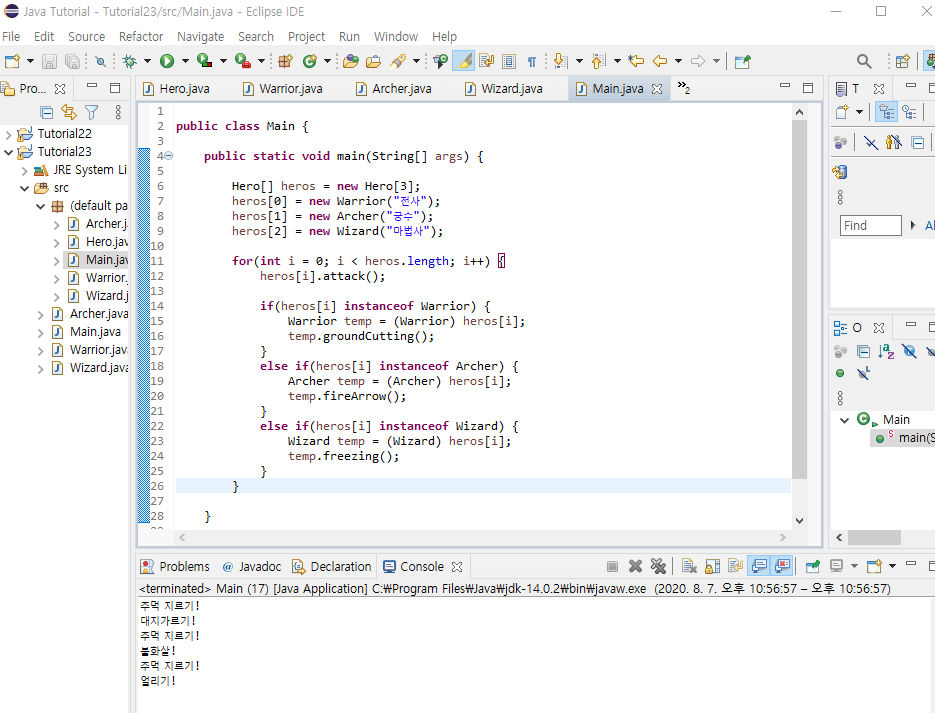 Java Tutorial - Tutorial23/src/Main.java - Eclipse IDE
File Edit Source Refactor Navigate Search Project Run Window Help
Pro...
Hero.java Warrior.java Archer.java Wizard.java Main.java »2
T
Tutorial22
Tutorial23
JRE System Li
src
(default pa
Archer.j
Hero.jav
Main.jav
Warrior.
Wizard.j
Archer.java
Main.java
Warrior.java
Wizard.java
1
2 public class Main {
3
4 public static void main(String[] args) {
5
6 Hero[] heros = new Hero[3];
7 heros[0] = new Warrior("전사");
8 heros[1] = new Archer("궁수");
9 heros[2] = new Wizard("마법사");
10
11 for(int i = 0; i < heros.length; i++) {
12 heros[i].attack();
13
14 if(heros[i] instanceof Warrior) {
15 Warrior temp = (Warrior) heros[i];
16 temp.groundCutting();
17 }
18 else if(heros[i] instanceof Archer) {
19 Archer temp = (Archer) heros[i];
20 temp.fireArrow();
21 }
22 else if(heros[i] instanceof Wizard) {
23 Wizard temp = (Wizard) heros[i];
24 temp.freezing();
25 }
26 }
27
28 }
Find Al
O
Main
main(S
Problems @ Javadoc Declaration Console
<terminated> Main (17) [Java Application] C:₩Program Files₩Java₩jdk-14.0.2₩bin₩javaw.exe (2020. 8. 7. 오후 10:56:57 – 오후 10:56:57)
주먹 지르기!
대지가르기!
주먹 지르기!
불화살!
주먹 지르기!
얼리기!